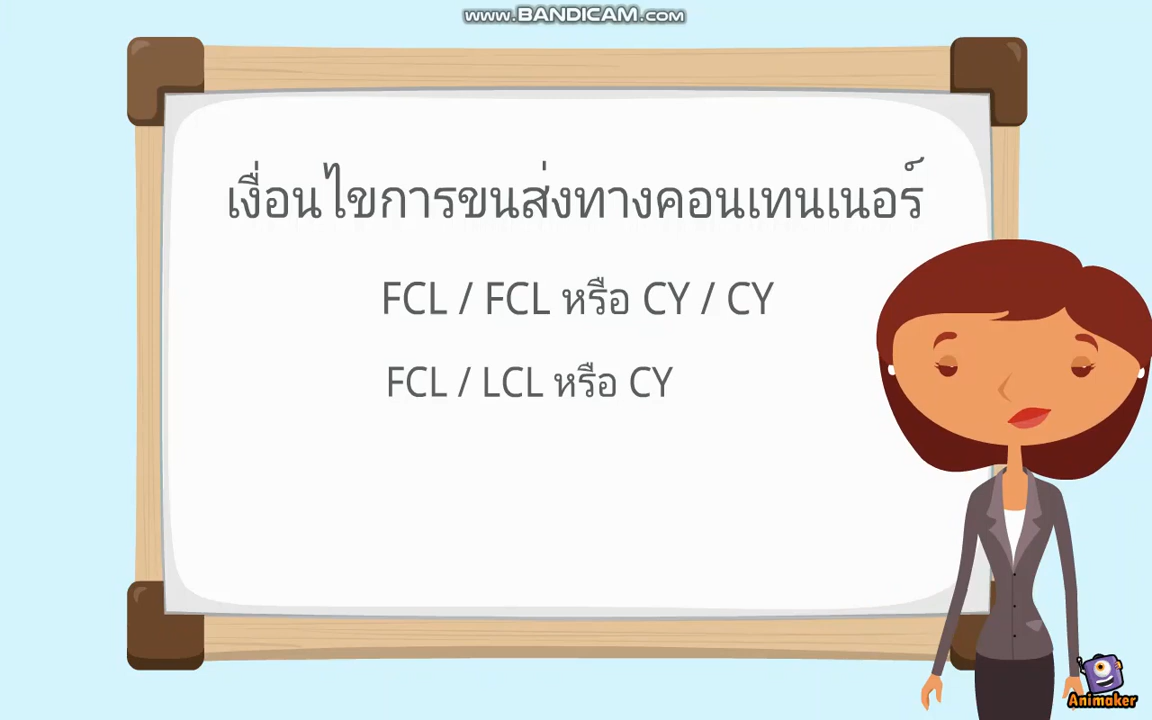 www.BANDICAM.com
เงื่อนไขการขนส่งทางคอนเทนเนอร์
FCL / FCL หรือ CY / CY
FCL / LCL หรือ CY
Animaker